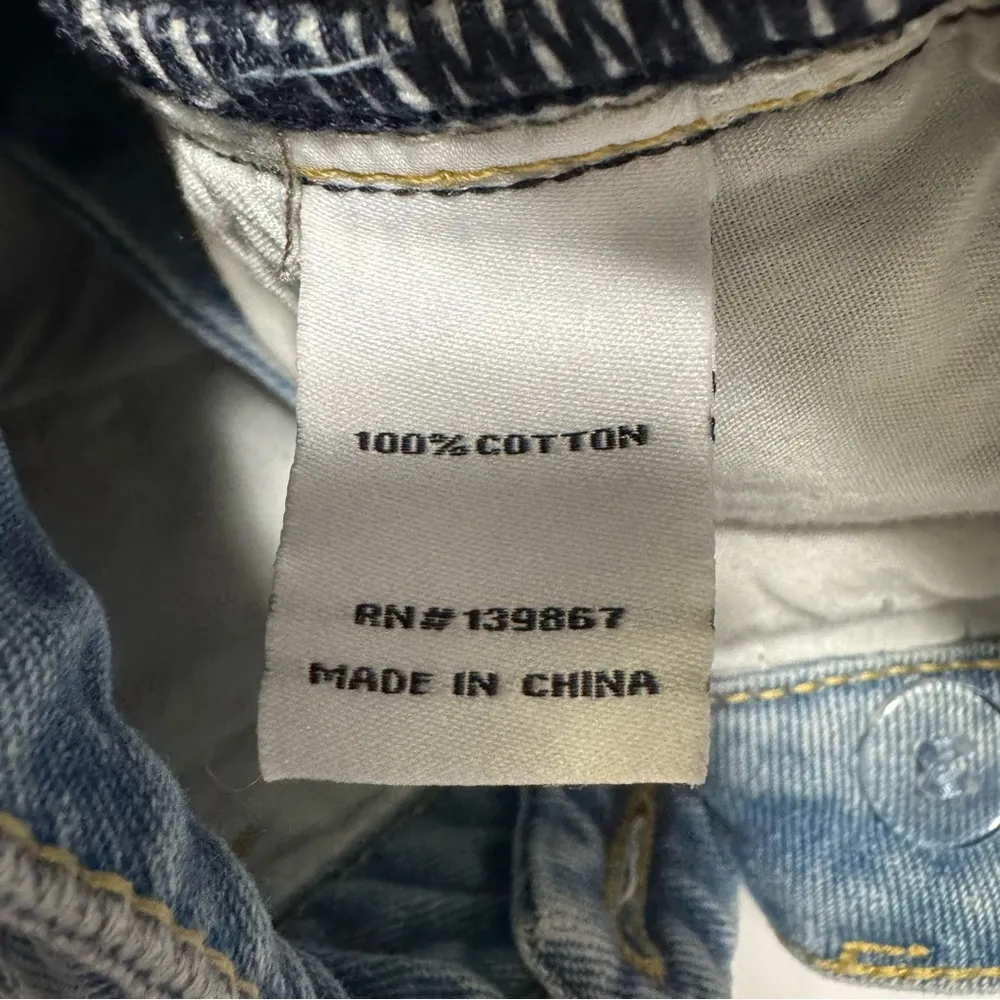 100% COTTON
RN# 139867
MADE IN CHINA